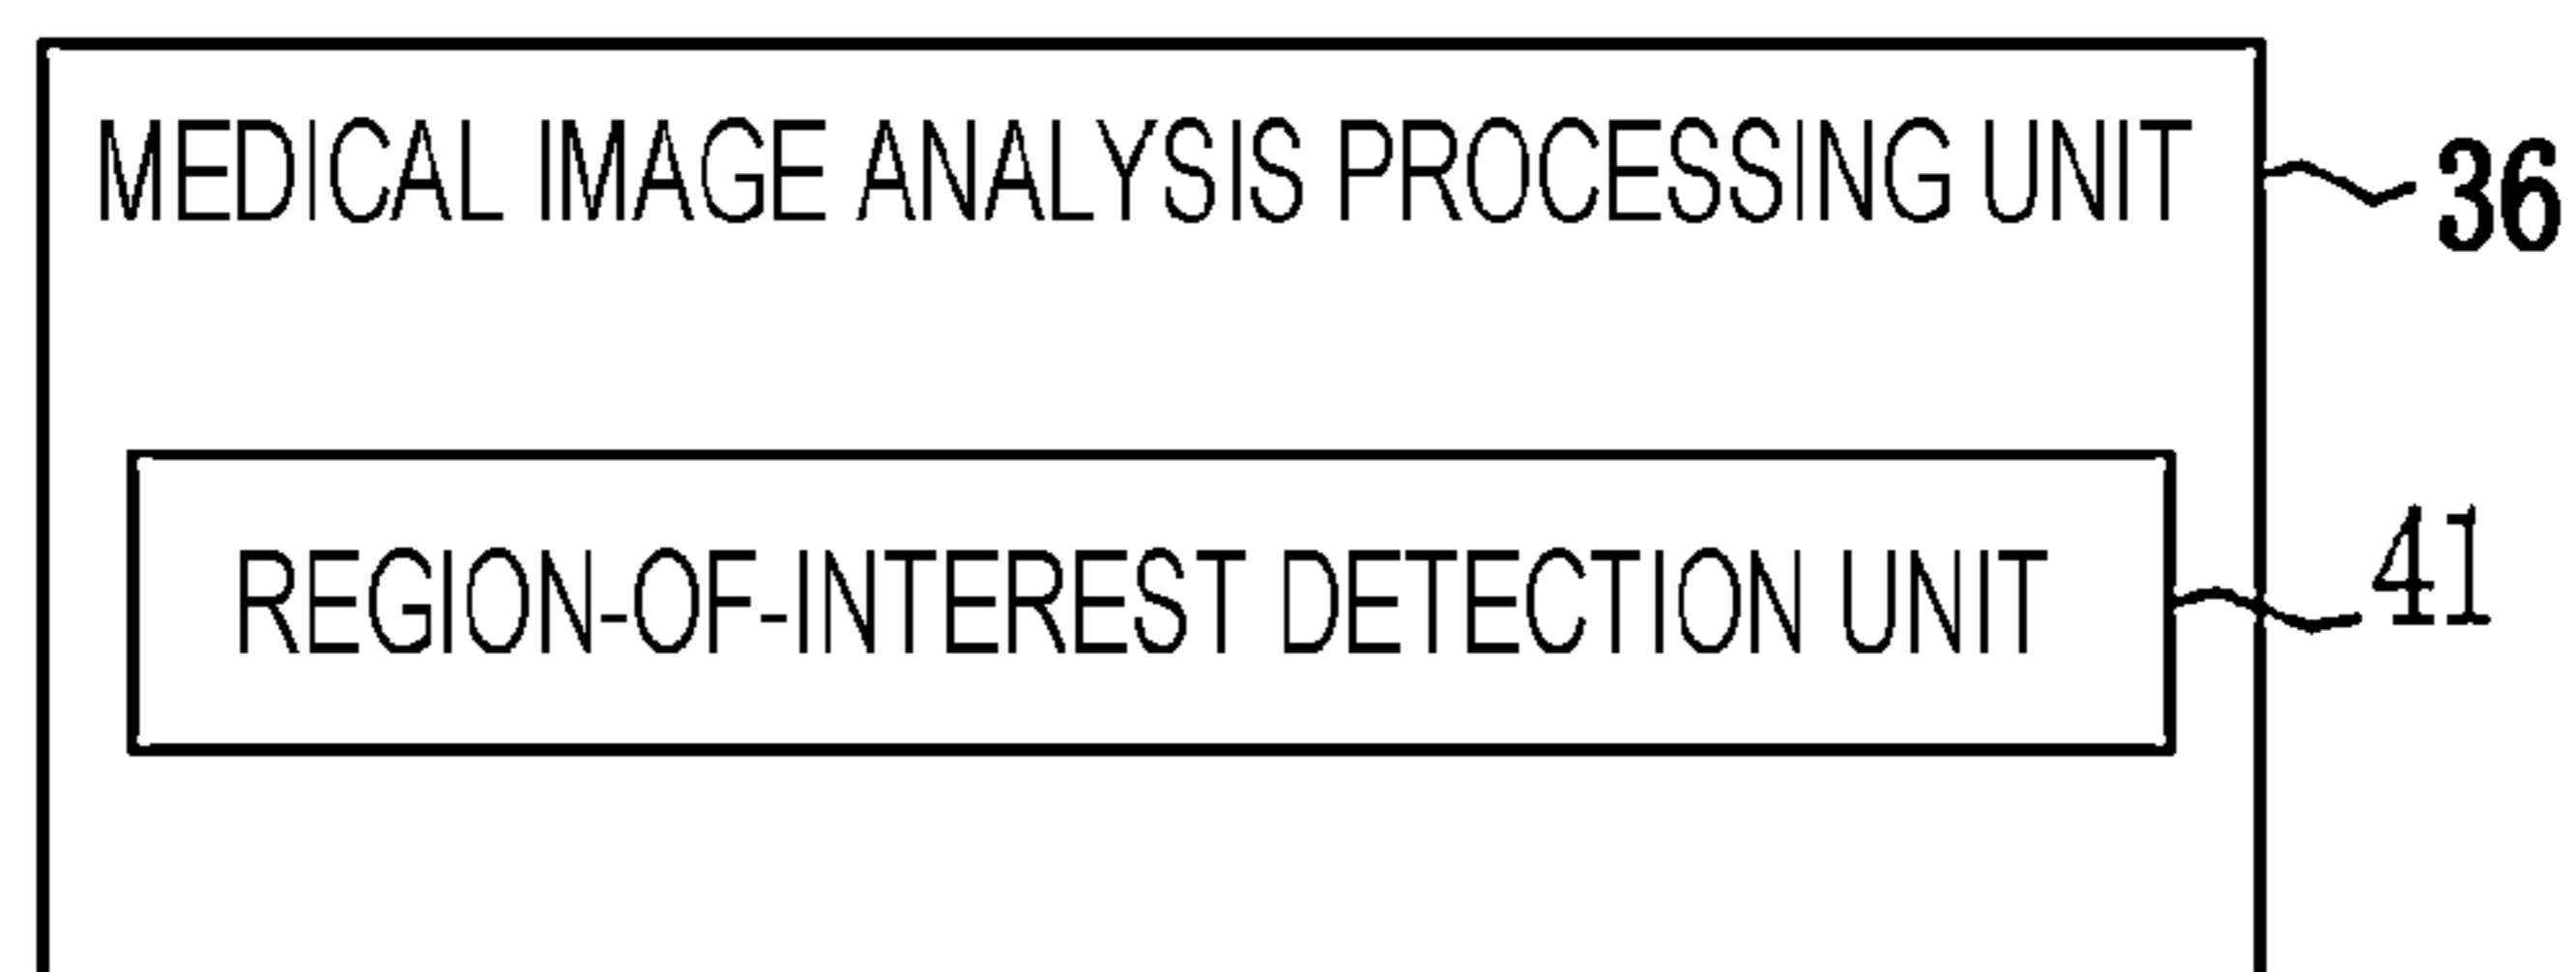 MEDICAL IMAGE ANALYSIS PROCESSING UNIT 36
REGION-OF-INTEREST DETECTION UNIT 41